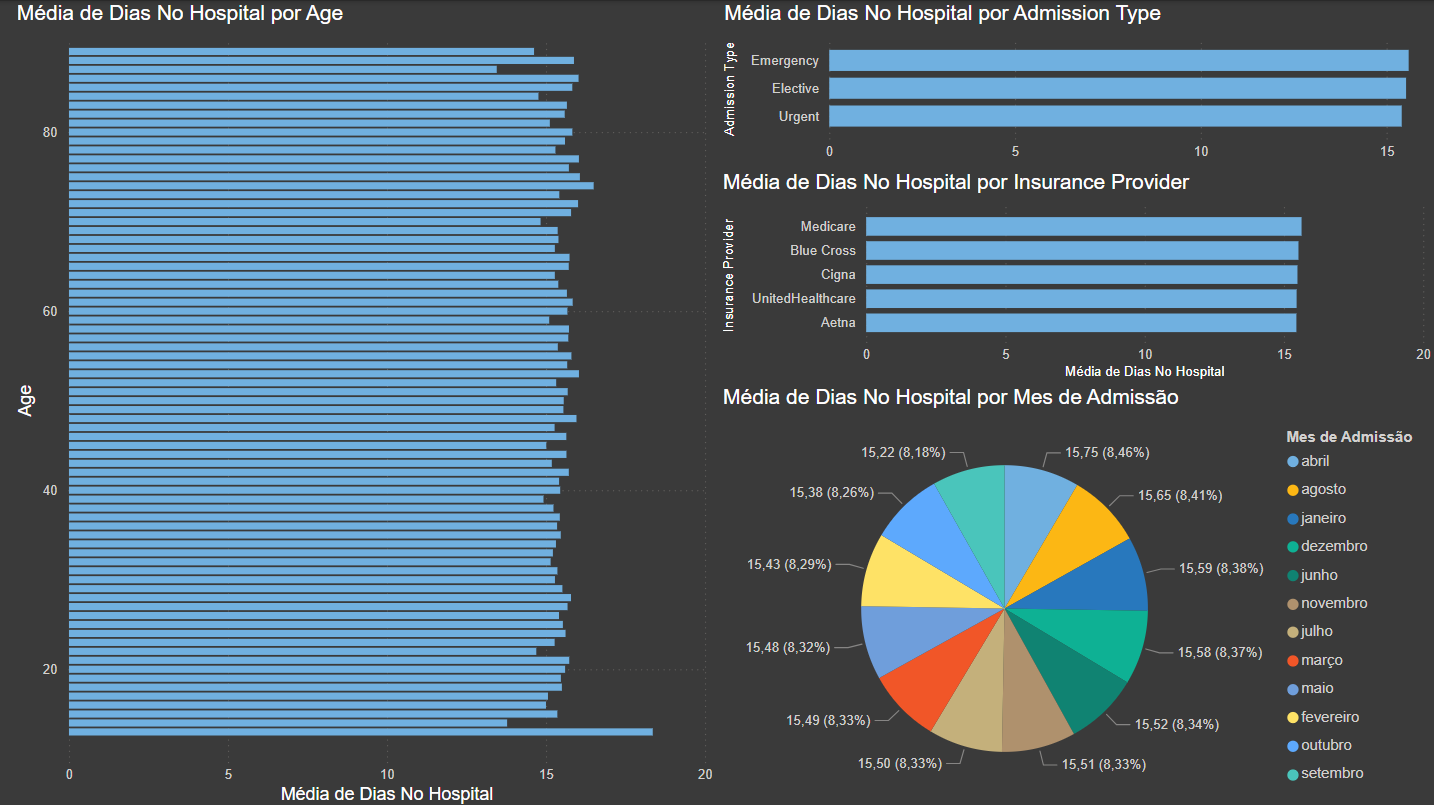 Média de Dias No Hospital por Age
Age
80
60
40
20
0 5 10 15 20
Média de Dias No Hospital
Média de Dias No Hospital por Admission Type
Admission Type
Emergency
Elective
Urgent
0 5 10 15
Média de Dias No Hospital por Insurance Provider
Insurance Provider
Medicare
Blue Cross
Cigna
UnitedHealthcare
Aetna
0 5 10 15 20
Média de Dias No Hospital
Média de Dias No Hospital por Mes de Admissão
15,75 (8,46%)
15,65 (8,41%)
15,59 (8,38%)
15,58 (8,37%)
15,52 (8,34%)
15,51 (8,33%)
15,50 (8,33%)
15,49 (8,33%)
15,48 (8,32%)
15,43 (8,29%)
15,38 (8,26%)
15,22 (8,18%)
Mes de Admissão
abril
agosto
janeiro
dezembro
junho
novembro
julho
março
maio
fevereiro
outubro
setembro